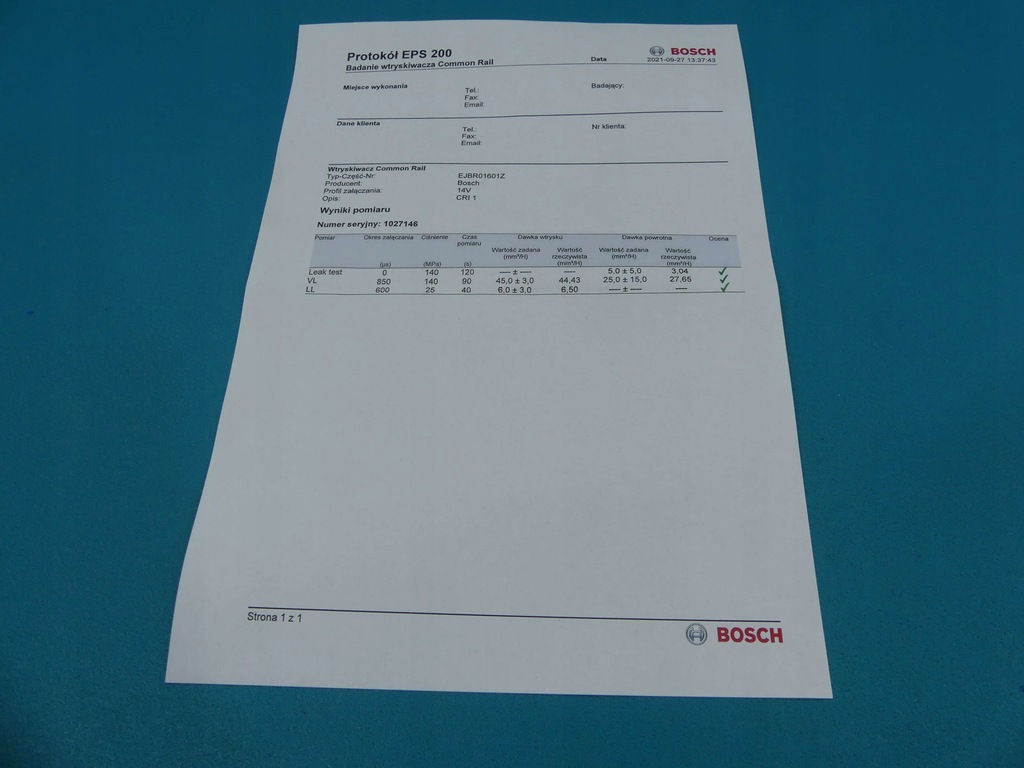 Protokół EPS 200
Badanie wtryskiwacza Common Rail
Data
BOSCH
2021-09-27 13:37:43
Miejsce wykonania
Tel.:
Fax:
Email:
Badający:
Dane klienta
Tel.:
Fax:
Email:
Nr klienta:
Wtryskiwacz Common Rail
Typ-Część-Nr: EJBR01601Z
Producent: Bosch
Profil załączania: 14V
Opis: CRI 1
Wyniki pomiaru
Numer seryjny: 1027146
Pomiar Okres załączania Ciśnienie Czas pomiaru Dawka wtrysku Dawka powrotna Ocena
Wartość zadana (mm³/H) Wartość rzeczywista (mm³/H) Wartość zadana (mm³/H) Wartość rzeczywista (mm³/H)
(µs) (MPa) (s)
Leak test 0 140 120 ---- ± ---- ---- 5,0 ± 5,0 3,04 ✓
VL 850 140 90 45,0 ± 3,0 44,43 25,0 ± 15,0 27,65 ✓
LL 600 25 40 6,0 ± 3,0 6,50 ---- ± ---- ---- ✓
Strona 1 z 1
BOSCH